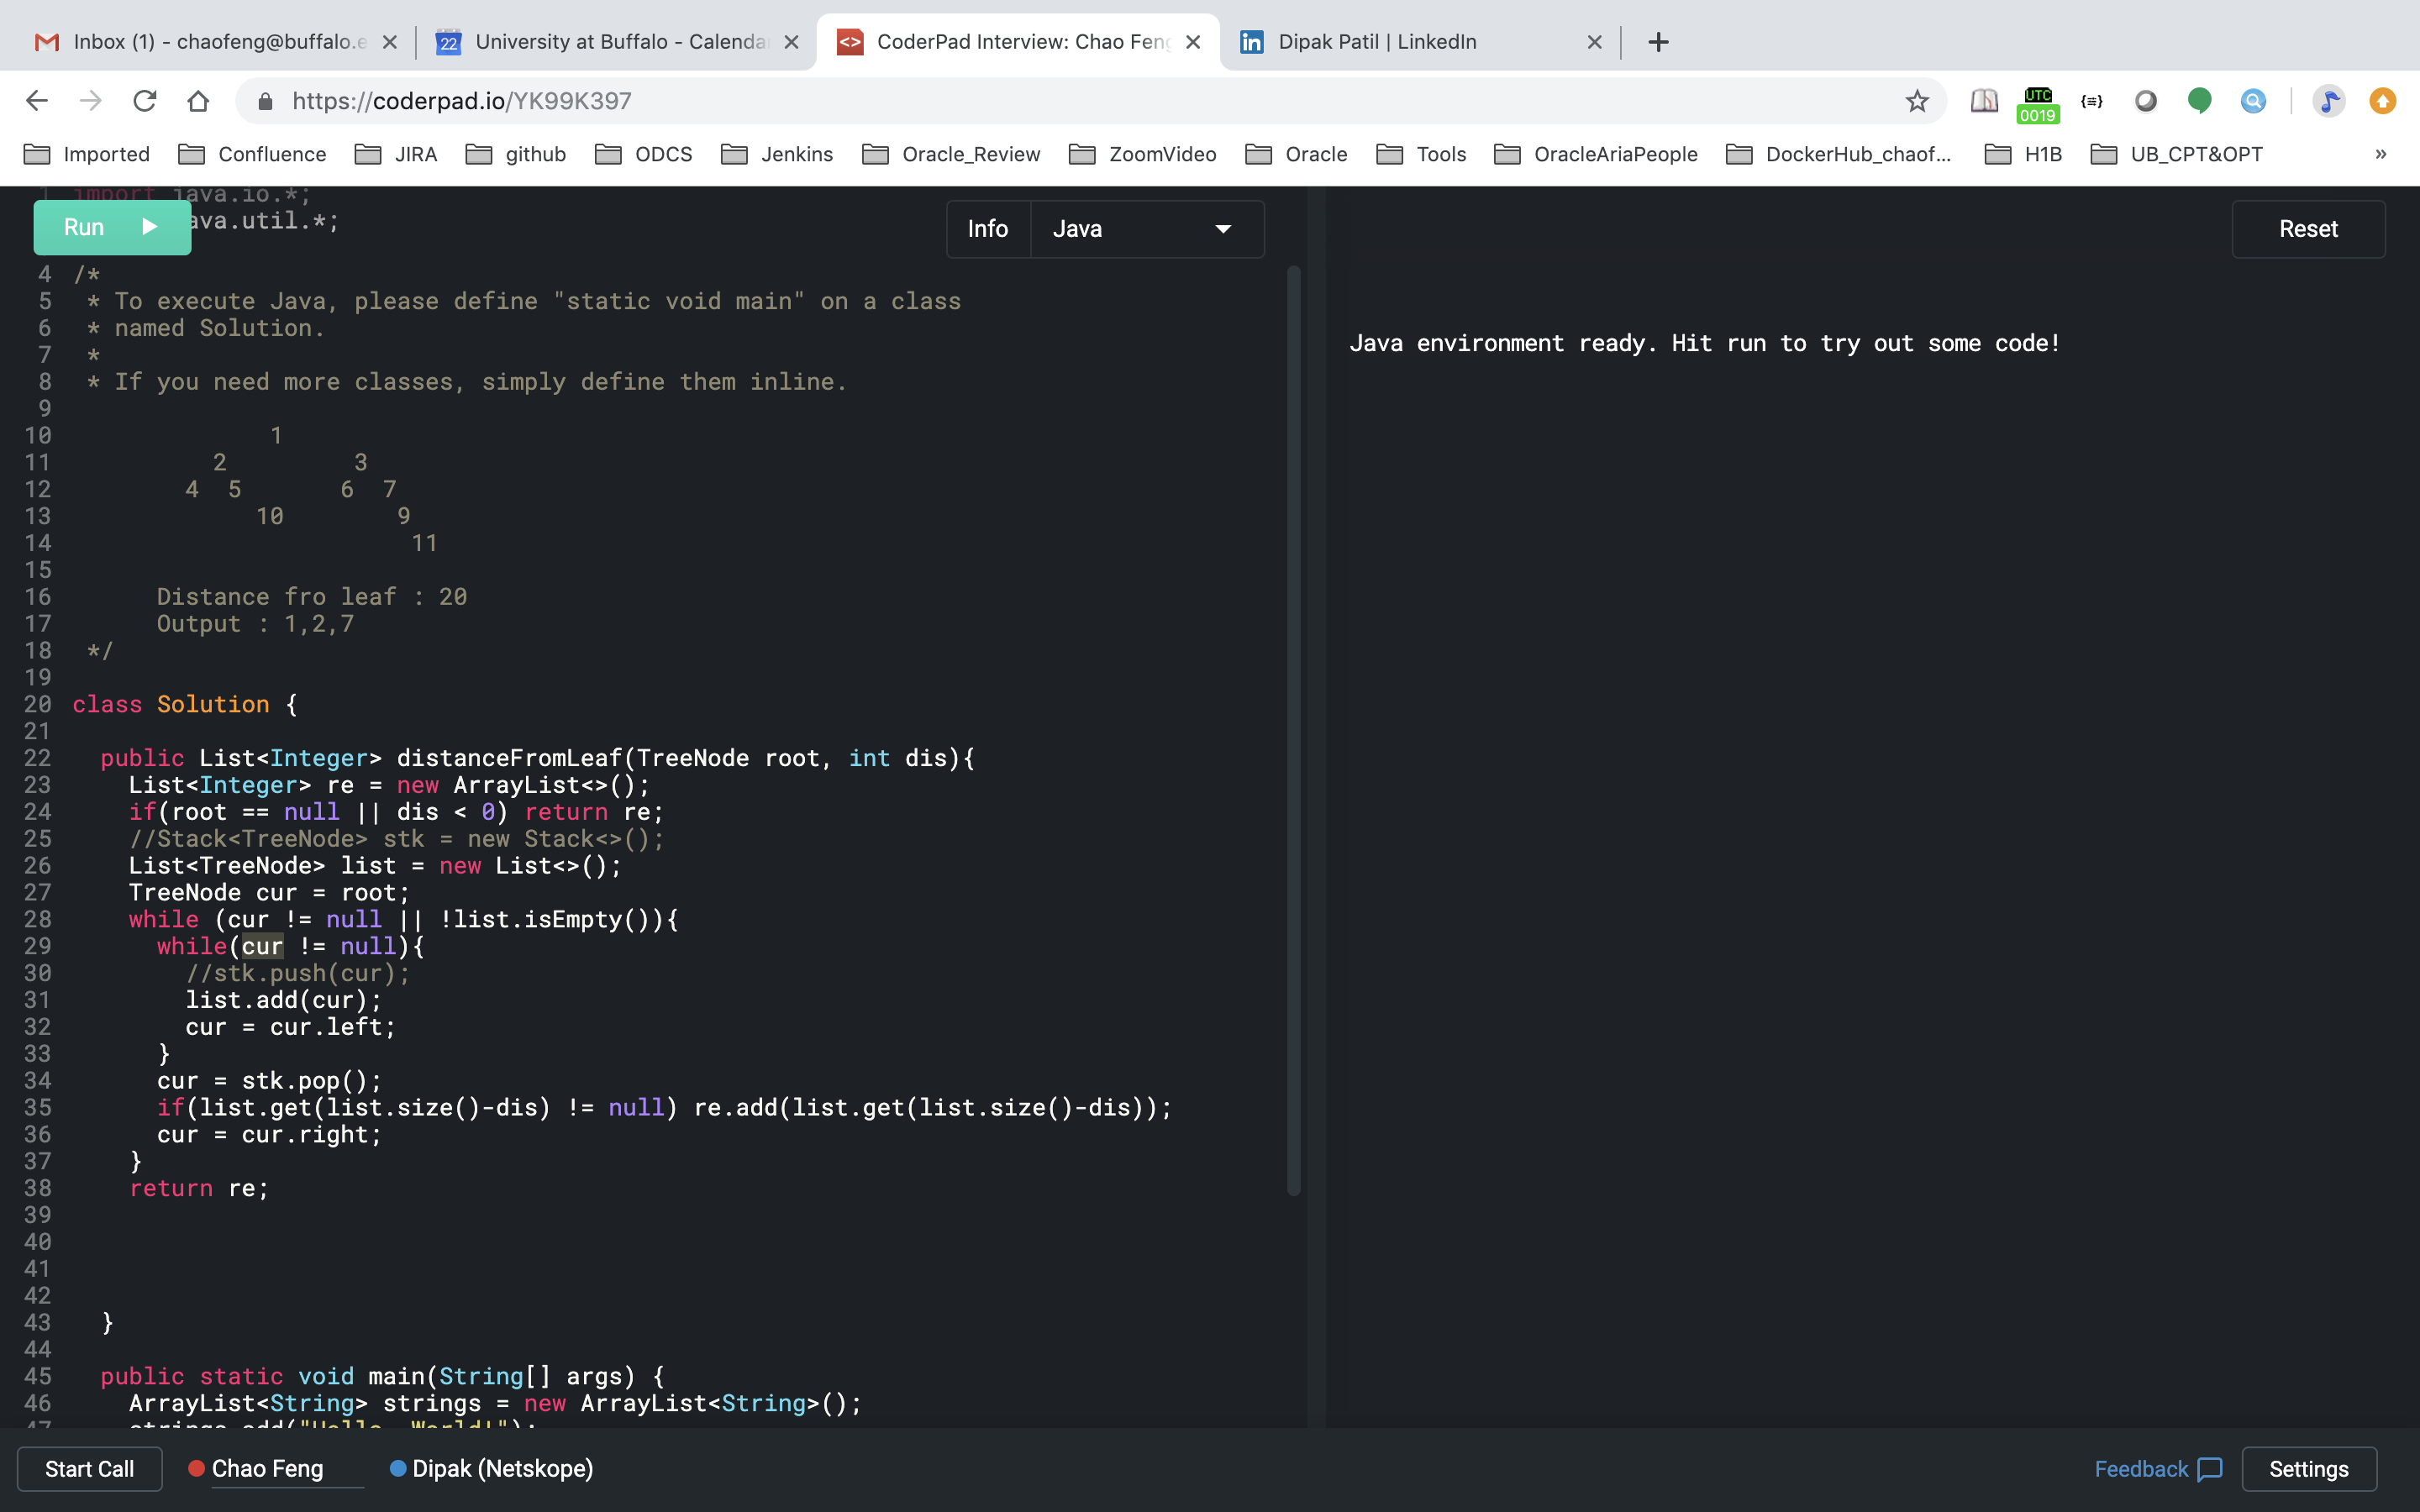 Inbox (1) - chaofeng@buffalo.e
University at Buffalo - Calenda
CoderPad Interview: Chao Feng
Dipak Patil | LinkedIn
https://coderpad.io/YK99K397
UTC
0019
Imported
Confluence
JIRA
github
ODCS
Jenkins
Oracle_Review
ZoomVideo
Oracle
Tools
OracleAriaPeople
DockerHub_chaof...
H1B
UB_CPT&OPT
»
22
1 import java.io.*;
Run
ava.util.*;
Info
Java
Reset
4 /*
5  * To execute Java, please define "static void main" on a class
6  * named Solution.
7  *
8  * If you need more classes, simply define them inline.
9
10               1
11           2         3
12         4  5       6  7
13              10        9
14                         11
15
16       Distance fro leaf : 20
17       Output : 1,2,7
18  */
19
20 class Solution {
21
22   public List<Integer> distanceFromLeaf(TreeNode root, int dis){
23     List<Integer> re = new ArrayList<>();
24     if(root == null || dis < 0) return re;
25     //Stack<TreeNode> stk = new Stack<>();
26     List<TreeNode> list = new List<>();
27     TreeNode cur = root;
28     while (cur != null || !list.isEmpty()){
29       while(cur != null){
30         //stk.push(cur);
31         list.add(cur);
32         cur = cur.left;
33       }
34       cur = stk.pop();
35       if(list.get(list.size()-dis) != null) re.add(list.get(list.size()-dis));
36       cur = cur.right;
37     }
38     return re;
39
40
41
42
43   }
44
45   public static void main(String[] args) {
46     ArrayList<String> strings = new ArrayList<String>();
47     strings.add("Hello, World!");
Java environment ready. Hit run to try out some code!
Start Call
Chao Feng
Dipak (Netskope)
Feedback
Settings